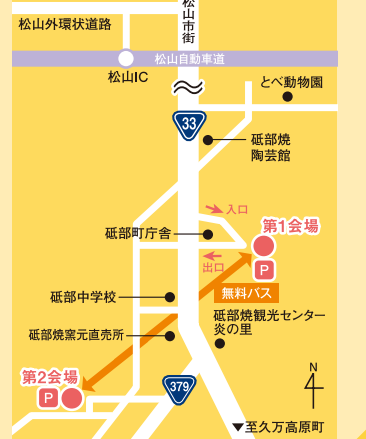 松山市街
松山外環状道路
松山自動車道
松山IC
とべ動物園
33
砥部焼
陶芸館
入口
第1会場
砥部町庁舎
出口
P
無料バス
砥部中学校
砥部焼観光センター
炎の里
砥部焼窯元直売所
第2会場
P
379
N
4
▼至久万高原町